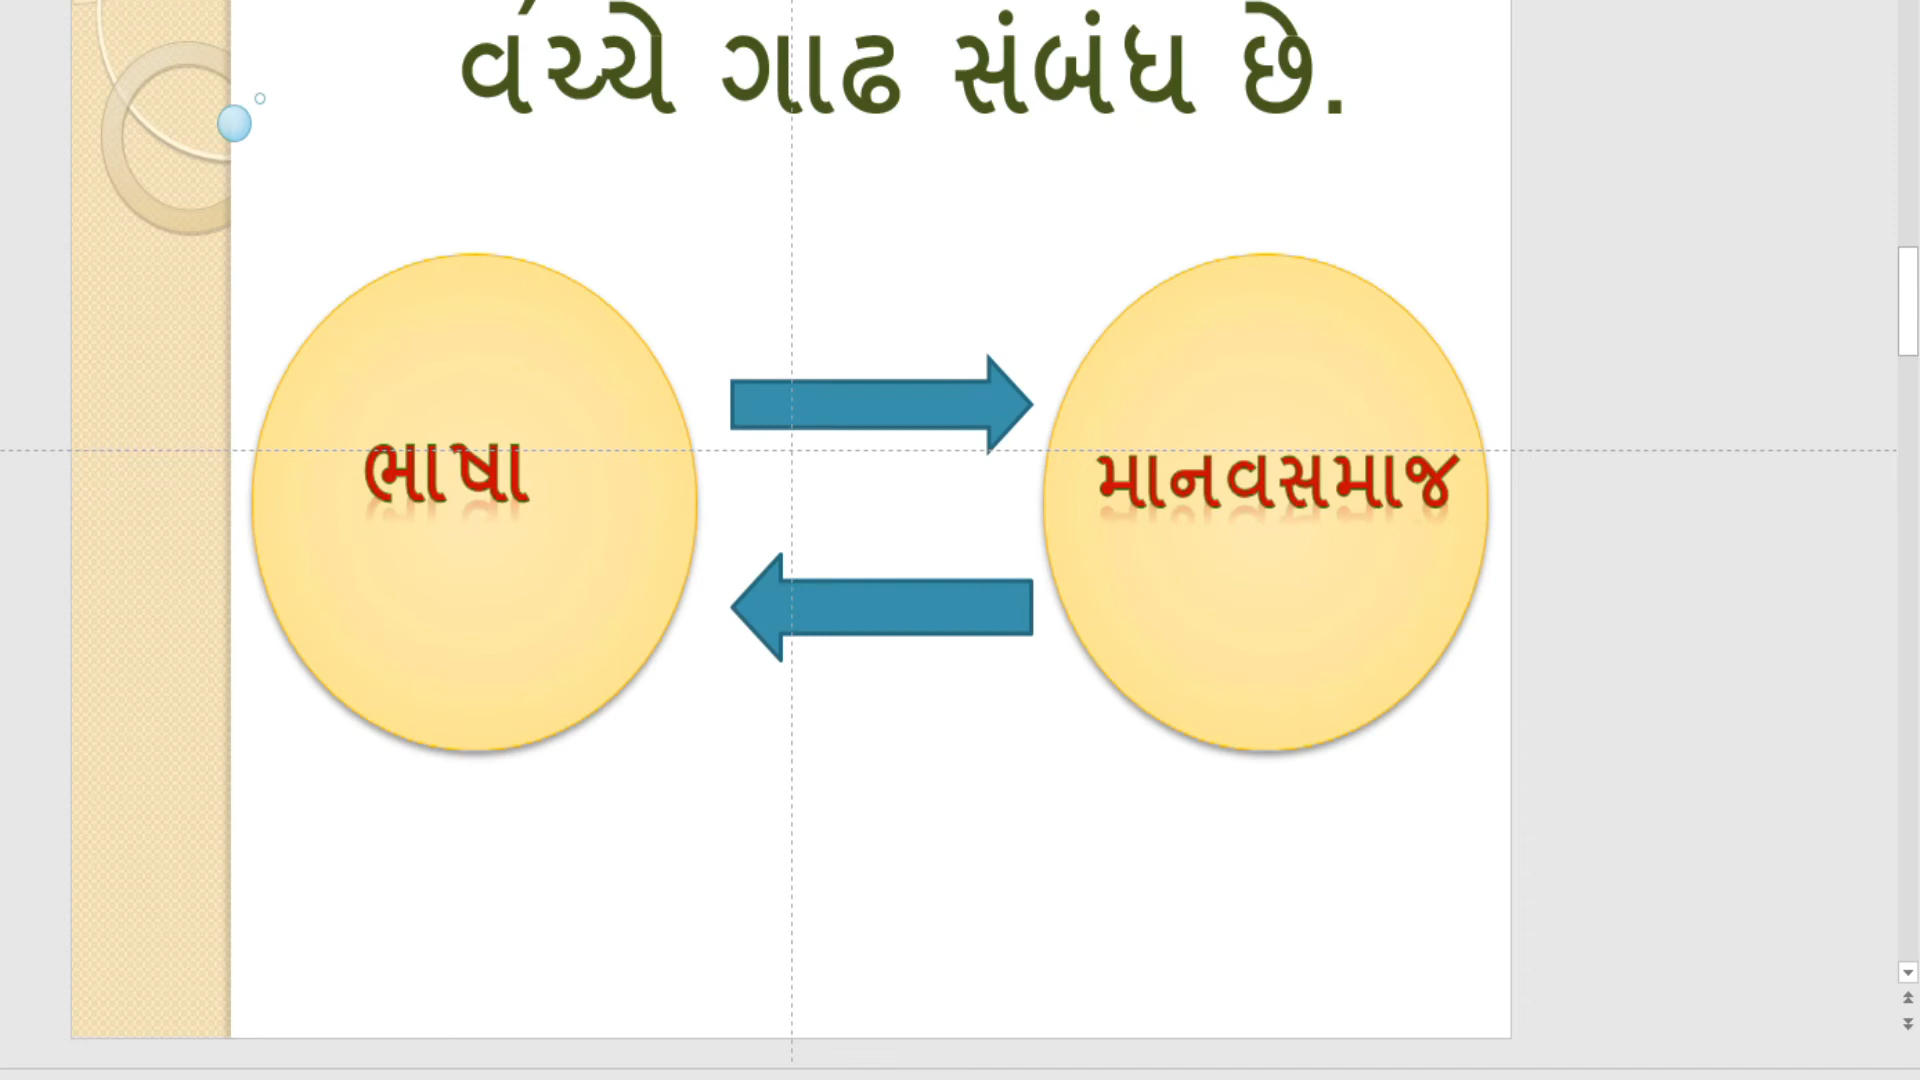 વચ્ચે ગાઢ સંબંધ છે.
ભાષા
માનવસમાજ